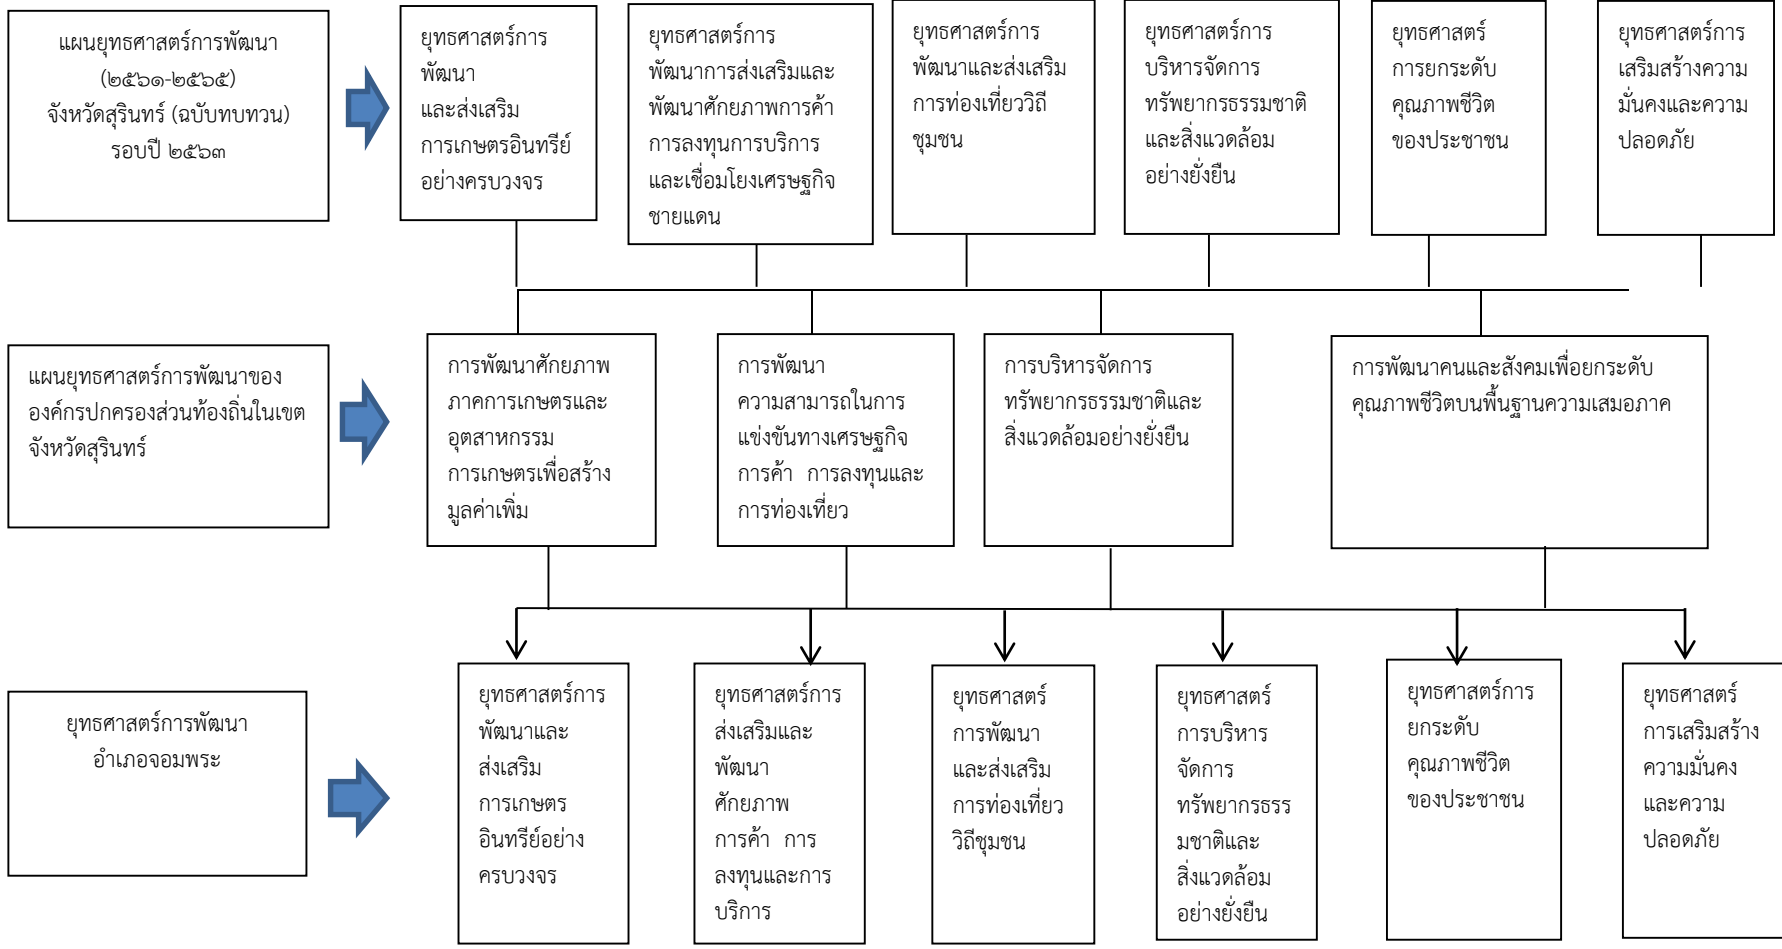 แผนยุทธศาสตร์การพัฒนา
(๒๕๖๑-๒๕๖๕)
จังหวัดสุรินทร์ (ฉบับทบทวน)
รอบปี ๒๕๖๓
ยุทธศาสตร์การ
พัฒนา
และส่งเสริม
การเกษตรอินทรีย์
อย่างครบวงจร
ยุทธศาสตร์การ
พัฒนาการส่งเสริมและ
พัฒนาศักยภาพการค้า
การลงทุนการบริการ
และเชื่อมโยงเศรษฐกิจ
ชายแดน
ยุทธศาสตร์การ
พัฒนาและส่งเสริม
การท่องเที่ยววิถี
ชุมชน
ยุทธศาสตร์การ
บริหารจัดการ
ทรัพยากรธรรมชาติ
และสิ่งแวดล้อม
อย่างยั่งยืน
ยุทธศาสตร์
การยกระดับ
คุณภาพชีวิต
ของประชาชน
ยุทธศาสตร์การ
เสริมสร้างความ
มั่นคงและความ
ปลอดภัย
แผนยุทธศาสตร์การพัฒนาของ
องค์กรปกครองส่วนท้องถิ่นในเขต
จังหวัดสุรินทร์
การพัฒนาศักยภาพ
ภาคการเกษตรและ
อุตสาหกรรม
การเกษตรเพื่อสร้าง
มูลค่าเพิ่ม
การพัฒนา
ความสามารถในการ
แข่งขันทางเศรษฐกิจ
การค้า การลงทุนและ
การท่องเที่ยว
การบริหารจัดการ
ทรัพยากรธรรมชาติและ
สิ่งแวดล้อมอย่างยั่งยืน
การพัฒนาคนและสังคมเพื่อยกระดับ
คุณภาพชีวิตบนพื้นฐานความเสมอภาค
ยุทธศาสตร์การพัฒนา
อำเภอจอมพระ
ยุทธศาสตร์การ
พัฒนาและ
ส่งเสริม
การเกษตร
อินทรีย์อย่าง
ครบวงจร
ยุทธศาสตร์การ
ส่งเสริมและ
พัฒนา
ศักยภาพ
การค้า การ
ลงทุนและการ
บริการ
ยุทธศาสตร์
การพัฒนา
และส่งเสริม
การท่องเที่ยว
วิถีชุมชน
ยุทธศาสตร์
การบริหาร
จัดการ
ทรัพยากรธรร
มชาติและ
สิ่งแวดล้อม
อย่างยั่งยืน
ยุทธศาสตร์การ
ยกระดับ
คุณภาพชีวิต
ของประชาชน
ยุทธศาสตร์
การเสริมสร้าง
ความมั่นคง
และความ
ปลอดภัย